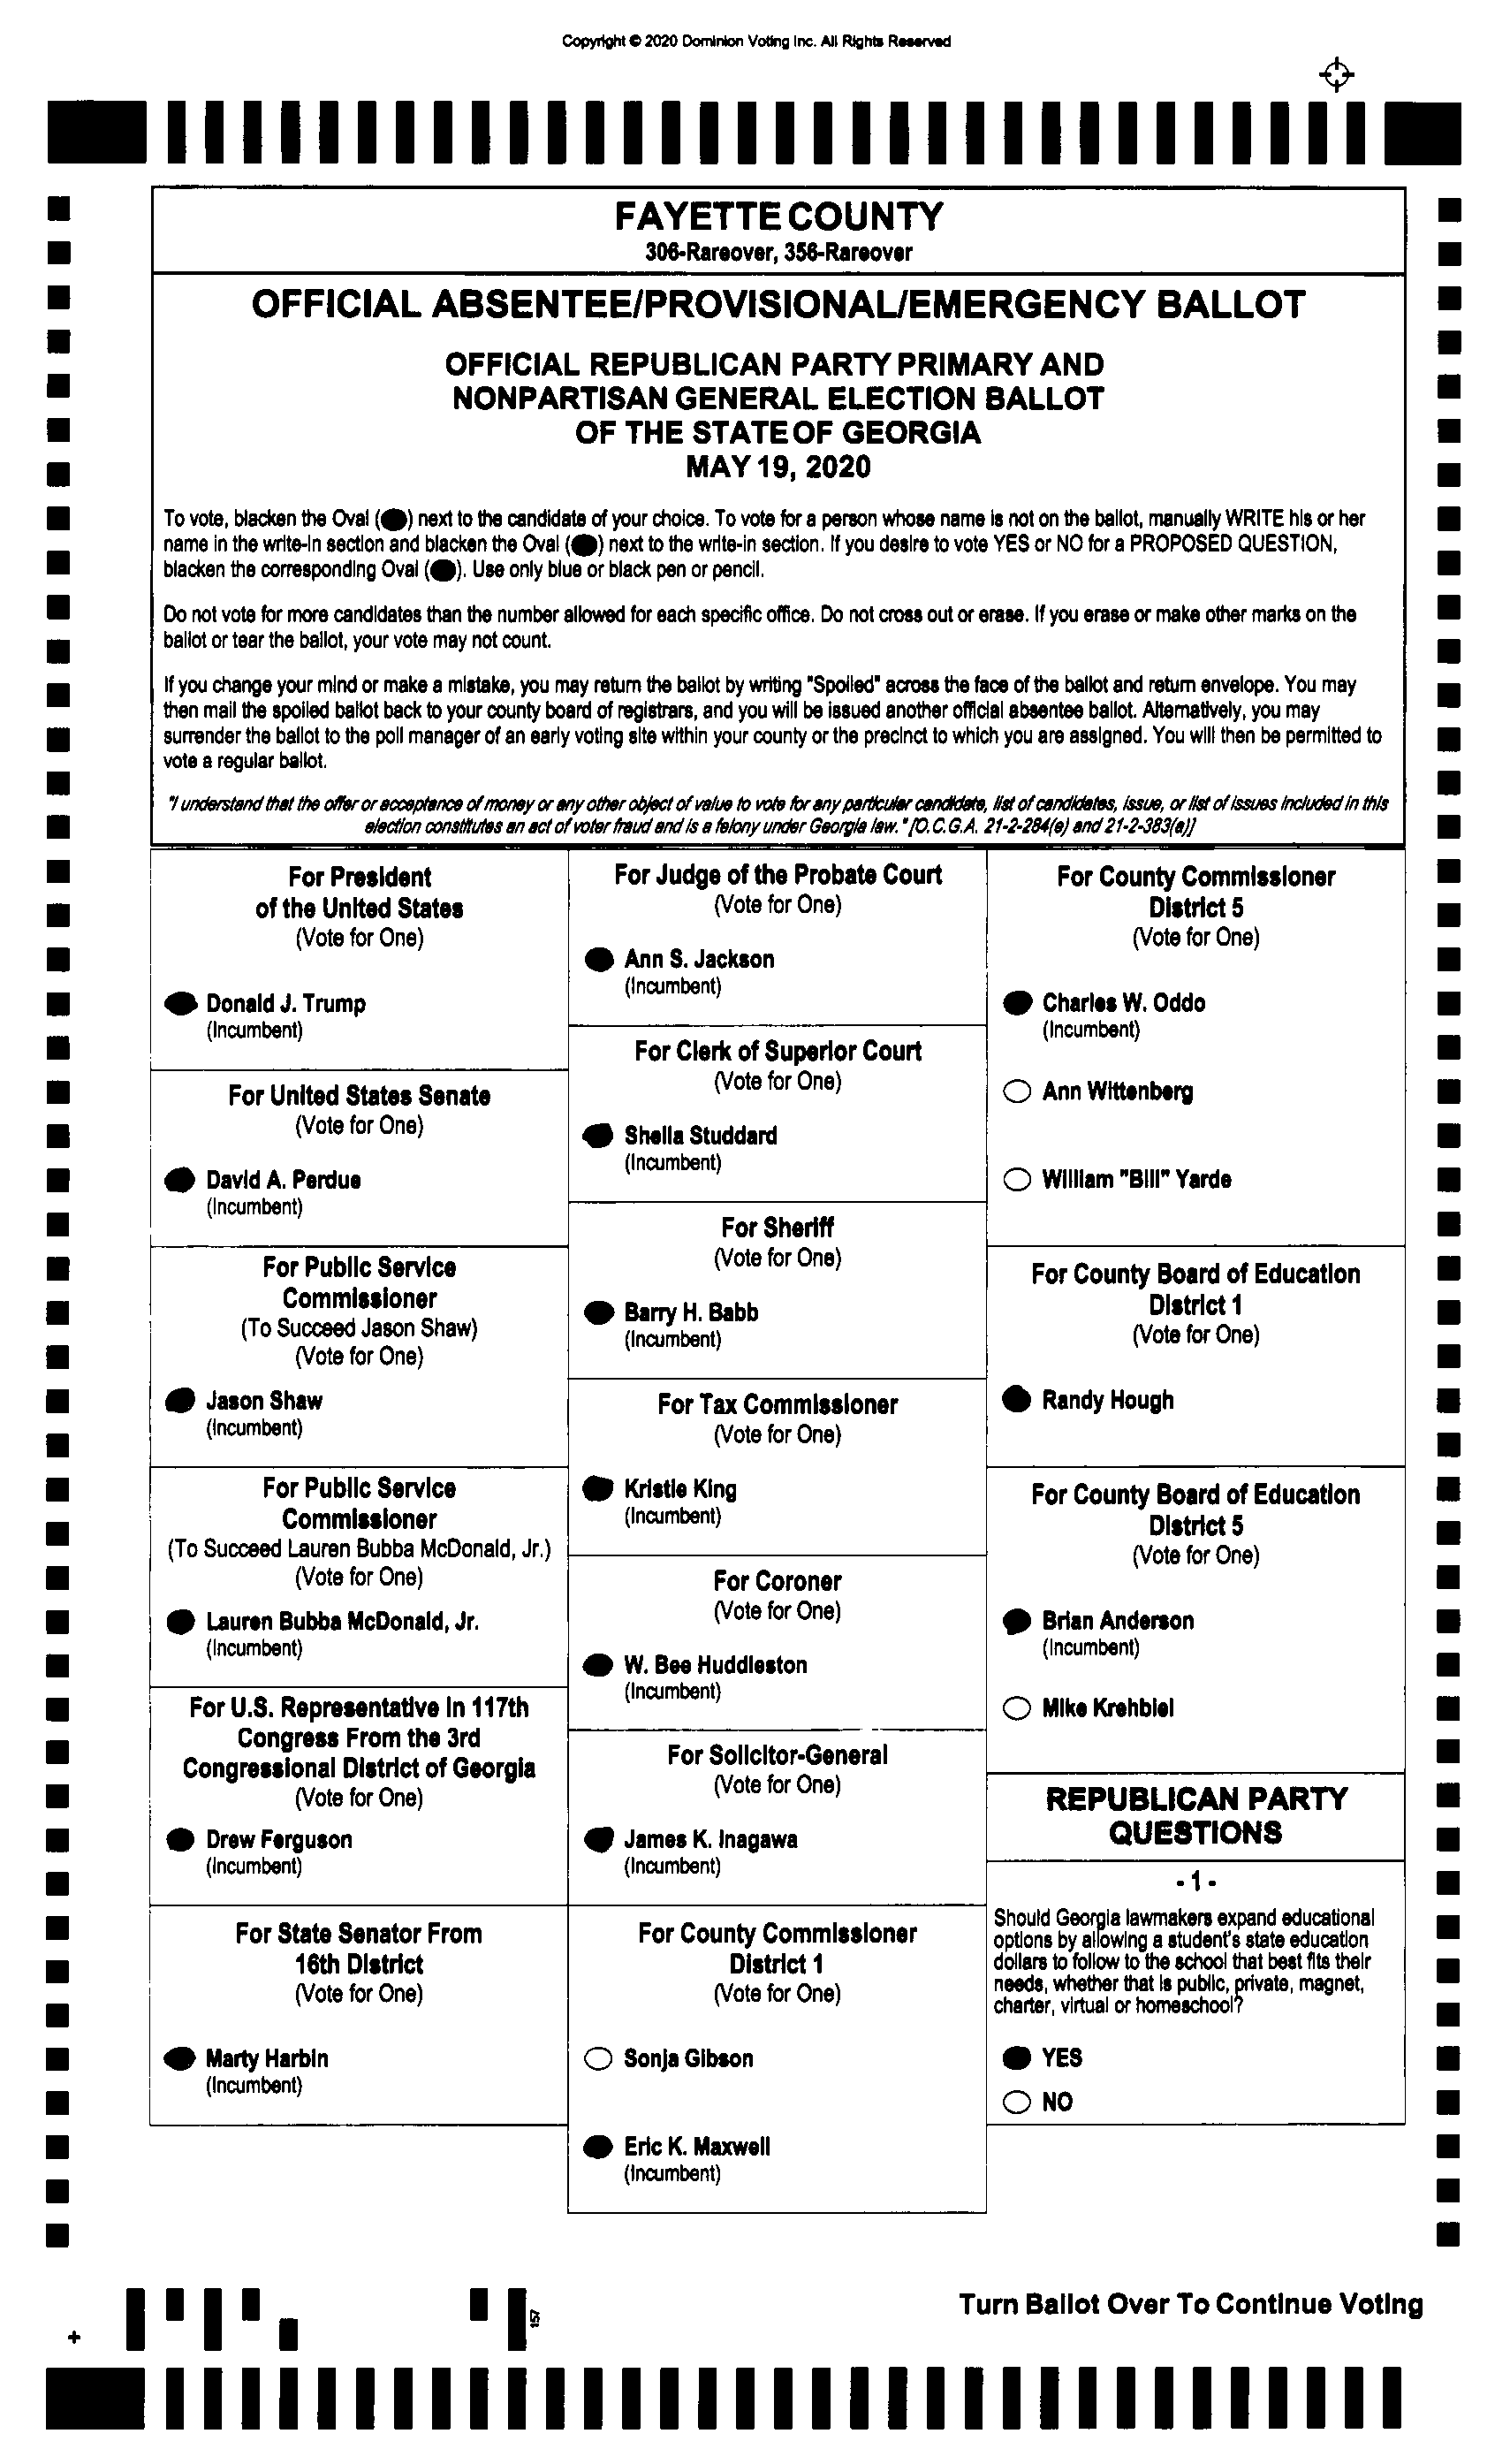 Copyright © 2020 Dominion Voting Inc. All Rights Reserved
FAYETTE COUNTY
306-Rareover, 356-Rareover
OFFICIAL ABSENTEE/PROVISIONAL/EMERGENCY BALLOT
OFFICIAL REPUBLICAN PARTY PRIMARY AND
NONPARTISAN GENERAL ELECTION BALLOT
OF THE STATE OF GEORGIA
MAY 19, 2020
To vote, blacken the Oval ( ) next to the candidate of your choice. To vote for a person whose name is not on the ballot, manually WRITE his or her
name in the write-in section and blacken the Oval ( ) next to the write-in section. If you desire to vote YES or NO for a PROPOSED QUESTION,
blacken the corresponding Oval ( ). Use only blue or black pen or pencil.
Do not vote for more candidates than the number allowed for each specific office. Do not cross out or erase. If you erase or make other marks on the
ballot or tear the ballot, your vote may not count.
If you change your mind or make a mistake, you may return the ballot by writing "Spoiled" across the face of the ballot and return envelope. You may
then mail the spoiled ballot back to your county board of registrars, and you will be issued another official absentee ballot. Alternatively, you may
surrender the ballot to the poll manager of an early voting site within your county or the precinct to which you are assigned. You will then be permitted to
vote a regular ballot.
"I understand that the offer or acceptance of money or any other object of value to vote for any particular candidate, list of candidates, issue, or list of issues included in this
election constitutes an act of voter fraud and is a felony under Georgia law." [O.C.G.A. 21-2-284(e) and 21-2-383(a)]
For President
of the United States
(Vote for One)
Donald J. Trump
(Incumbent)
For United States Senate
(Vote for One)
David A. Perdue
(Incumbent)
For Public Service
Commissioner
(To Succeed Jason Shaw)
(Vote for One)
Jason Shaw
(Incumbent)
For Public Service
Commissioner
(To Succeed Lauren Bubba McDonald, Jr.)
(Vote for One)
Lauren Bubba McDonald, Jr.
(Incumbent)
For U.S. Representative in 117th
Congress From the 3rd
Congressional District of Georgia
(Vote for One)
Drew Ferguson
(Incumbent)
For State Senator From
16th District
(Vote for One)
Marty Harbin
(Incumbent)
For Judge of the Probate Court
(Vote for One)
Ann S. Jackson
(Incumbent)
For Clerk of Superior Court
(Vote for One)
Sheila Studdard
(Incumbent)
For Sheriff
(Vote for One)
Barry H. Babb
(Incumbent)
For Tax Commissioner
(Vote for One)
Kristie King
(Incumbent)
For Coroner
(Vote for One)
W. Bee Huddleston
(Incumbent)
For Solicitor-General
(Vote for One)
James K. Inagawa
(Incumbent)
For County Commissioner
District 1
(Vote for One)
Sonja Gibson
Eric K. Maxwell
(Incumbent)
For County Commissioner
District 5
(Vote for One)
Charles W. Oddo
(Incumbent)
Ann Wittenberg
William "Bill" Yarde
For County Board of Education
District 1
(Vote for One)
Randy Hough
For County Board of Education
District 5
(Vote for One)
Brian Anderson
(Incumbent)
Mike Krehbiel
REPUBLICAN PARTY
QUESTIONS
- 1 -
Should Georgia lawmakers expand educational
options by allowing a student's state education
dollars to follow to the school that best fits their
needs, whether that is public, private, magnet,
charter, virtual or homeschool?
YES
NO
Turn Ballot Over To Continue Voting
157